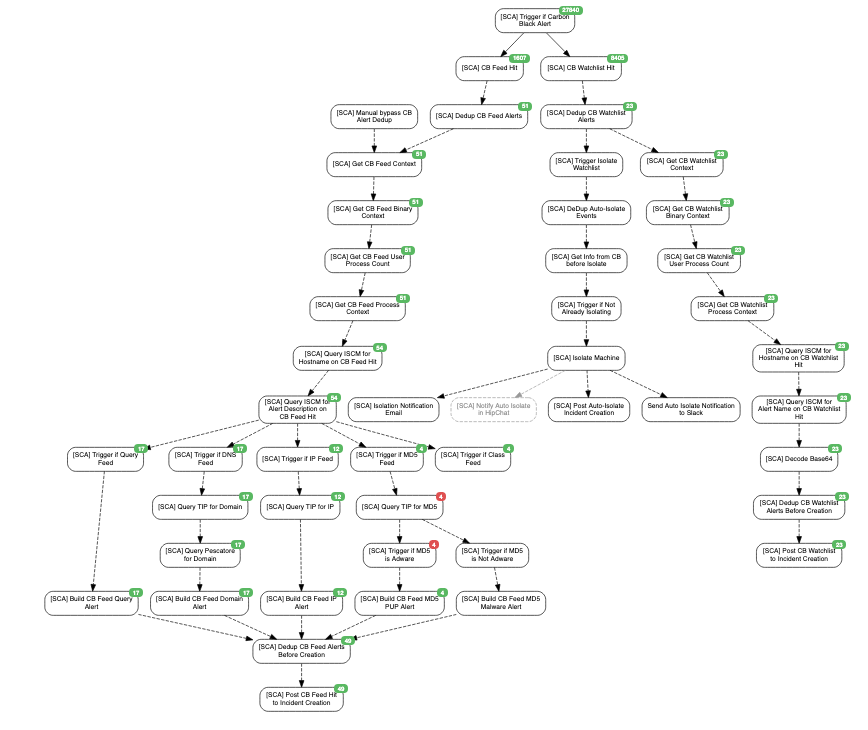 27840
[SCA] Trigger if Carbon
Black Alert
1607
[SCA] CB Feed Hit
8405
[SCA] CB Watchlist Hit
[SCA] Manual bypass CB
Alert Dedup
51
[SCA] Dedup CB Feed Alerts
23
[SCA] Dedup CB Watchlist
Alerts
51
[SCA] Get CB Feed Context
[SCA] Trigger Isolate
Watchlist
23
[SCA] Get CB Watchlist
Context
51
[SCA] Get CB Feed Binary
Context
[SCA] DeDup Auto-Isolate
Events
23
[SCA] Get CB Watchlist
Binary Context
51
[SCA] Get CB Feed User
Process Count
[SCA] Get Info from CB
before Isolate
23
[SCA] Get CB Watchlist
User Process Count
51
[SCA] Get CB Feed Process
Context
[SCA] Trigger if Not
Already Isolating
23
[SCA] Get CB Watchlist
Process Context
54
[SCA] Query ISCM for
Hostname on CB Feed Hit
[SCA] Isolate Machine
23
[SCA] Query ISCM for
Hostname on CB Watchlist
Hit
54
[SCA] Query ISCM for
Alert Description on
CB Feed Hit
[SCA] Isolation Notification
Email
[SCA] Notify Auto Isolate
in HipChat
[SCA] Post Auto-Isolate
Incident Creation
Send Auto Isolate Notification
to Slack
23
[SCA] Query ISCM for
Alert Name on CB Watchlist
Hit
17
[SCA] Trigger if Query
Feed
17
[SCA] Trigger if DNS
Feed
12
[SCA] Trigger if IP Feed
4
[SCA] Trigger if MD5
Feed
4
[SCA] Trigger if Class
Feed
23
[SCA] Decode Base64
17
[SCA] Query TIP for Domain
12
[SCA] Query TIP for IP
4
[SCA] Query TIP for MD5
23
[SCA] Dedup CB Watchlist
Alerts Before Creation
17
[SCA] Query Pescatore
for Domain
4
[SCA] Trigger if MD5
is Adware
[SCA] Trigger if MD5
is Not Adware
23
[SCA] Post CB Watchlist
to Incident Creation
17
[SCA] Build CB Feed Query
Alert
17
[SCA] Build CB Feed Domain
Alert
12
[SCA] Build CB Feed IP
Alert
4
[SCA] Build CB Feed MD5
PUP Alert
[SCA] Build CB Feed MD5
Malware Alert
49
[SCA] Dedup CB Feed Alerts
Before Creation
49
[SCA] Post CB Feed Hit
to Incident Creation